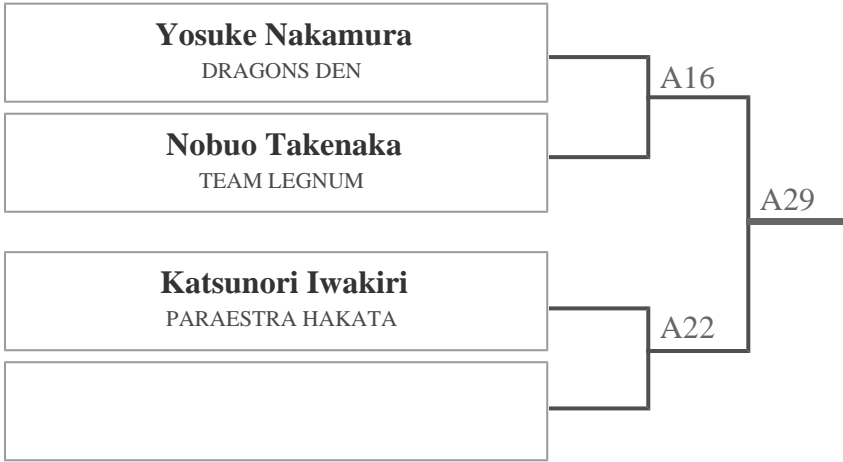 Yosuke Nakamura
DRAGONS DEN
A16
Nobuo Takenaka
TEAM LEGNUM
A29
Katsunori Iwakiri
PARAESTRA HAKATA
A22